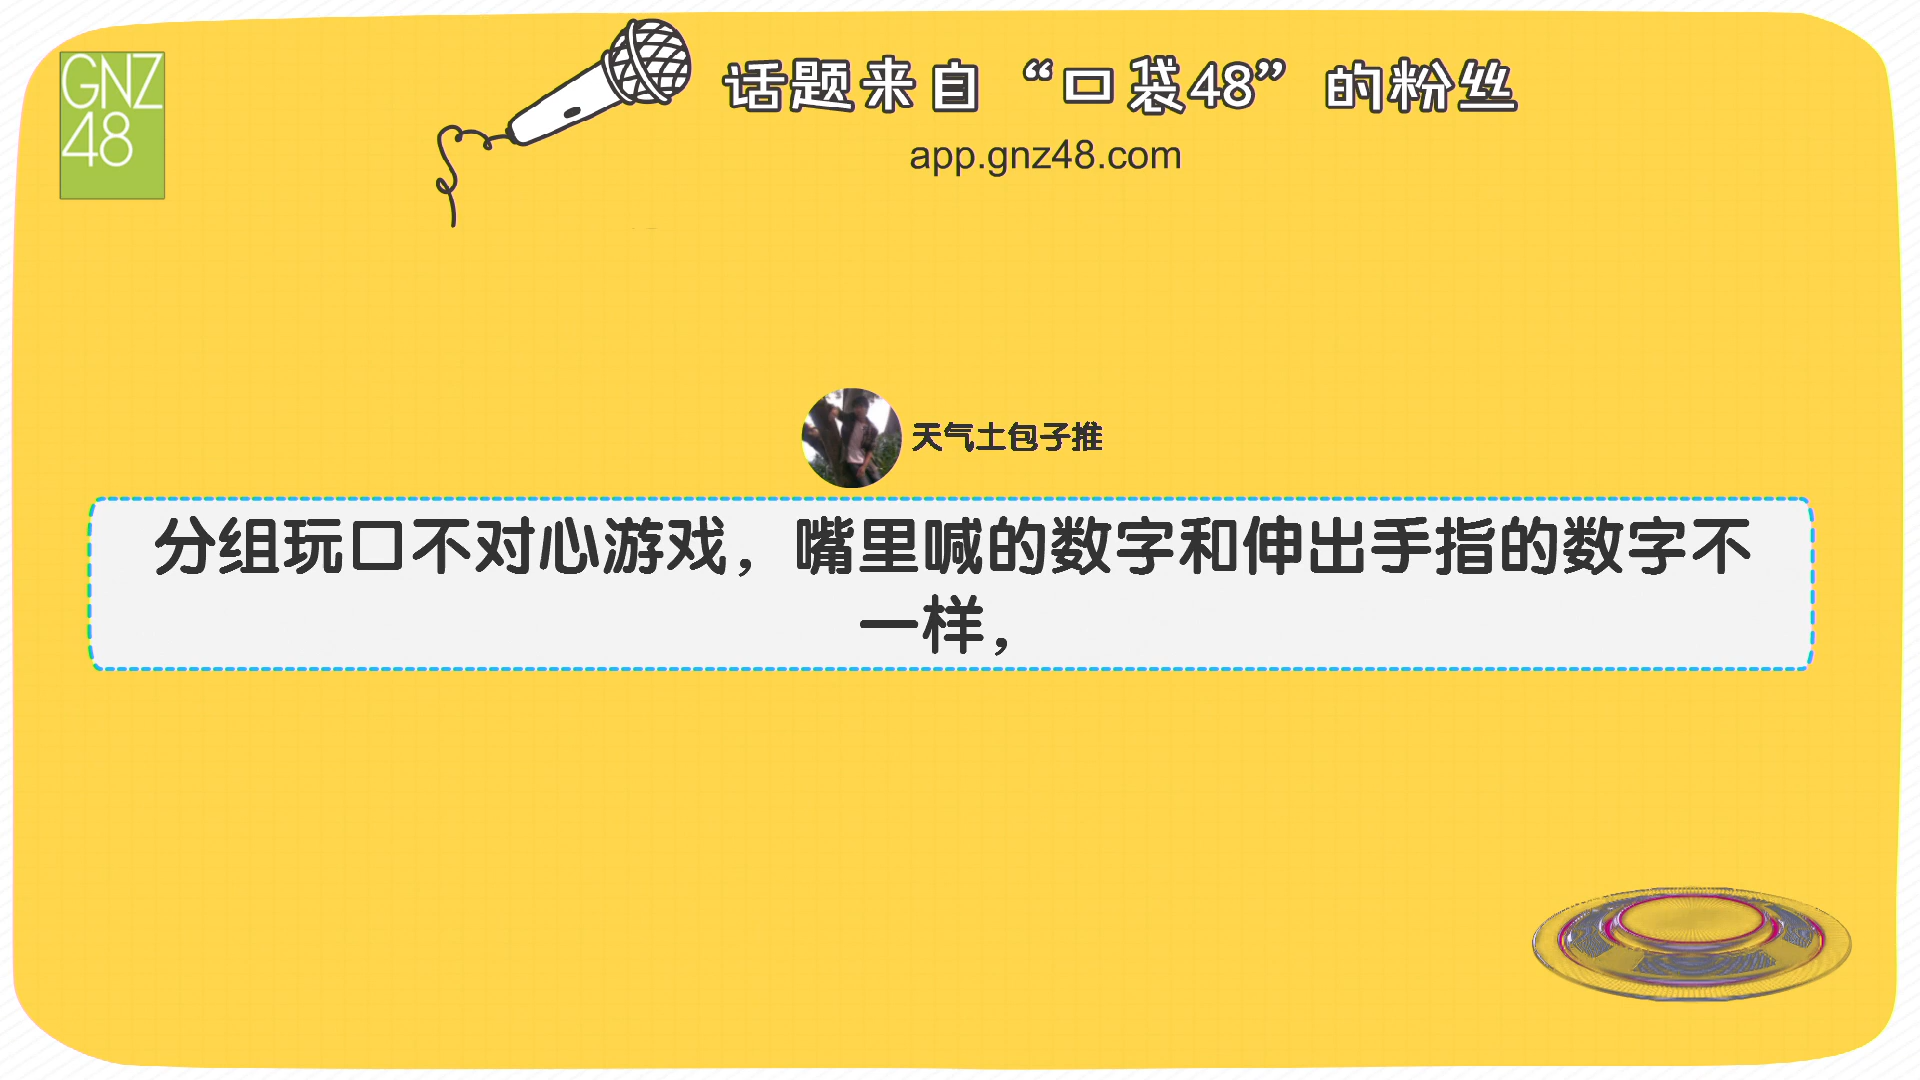 GNZ
48
话题来自“口袋48”的粉丝
app.gnz48.com
天气土包子推
分组玩口不对心游戏，嘴里喊的数字和伸出手指的数字不
一样，